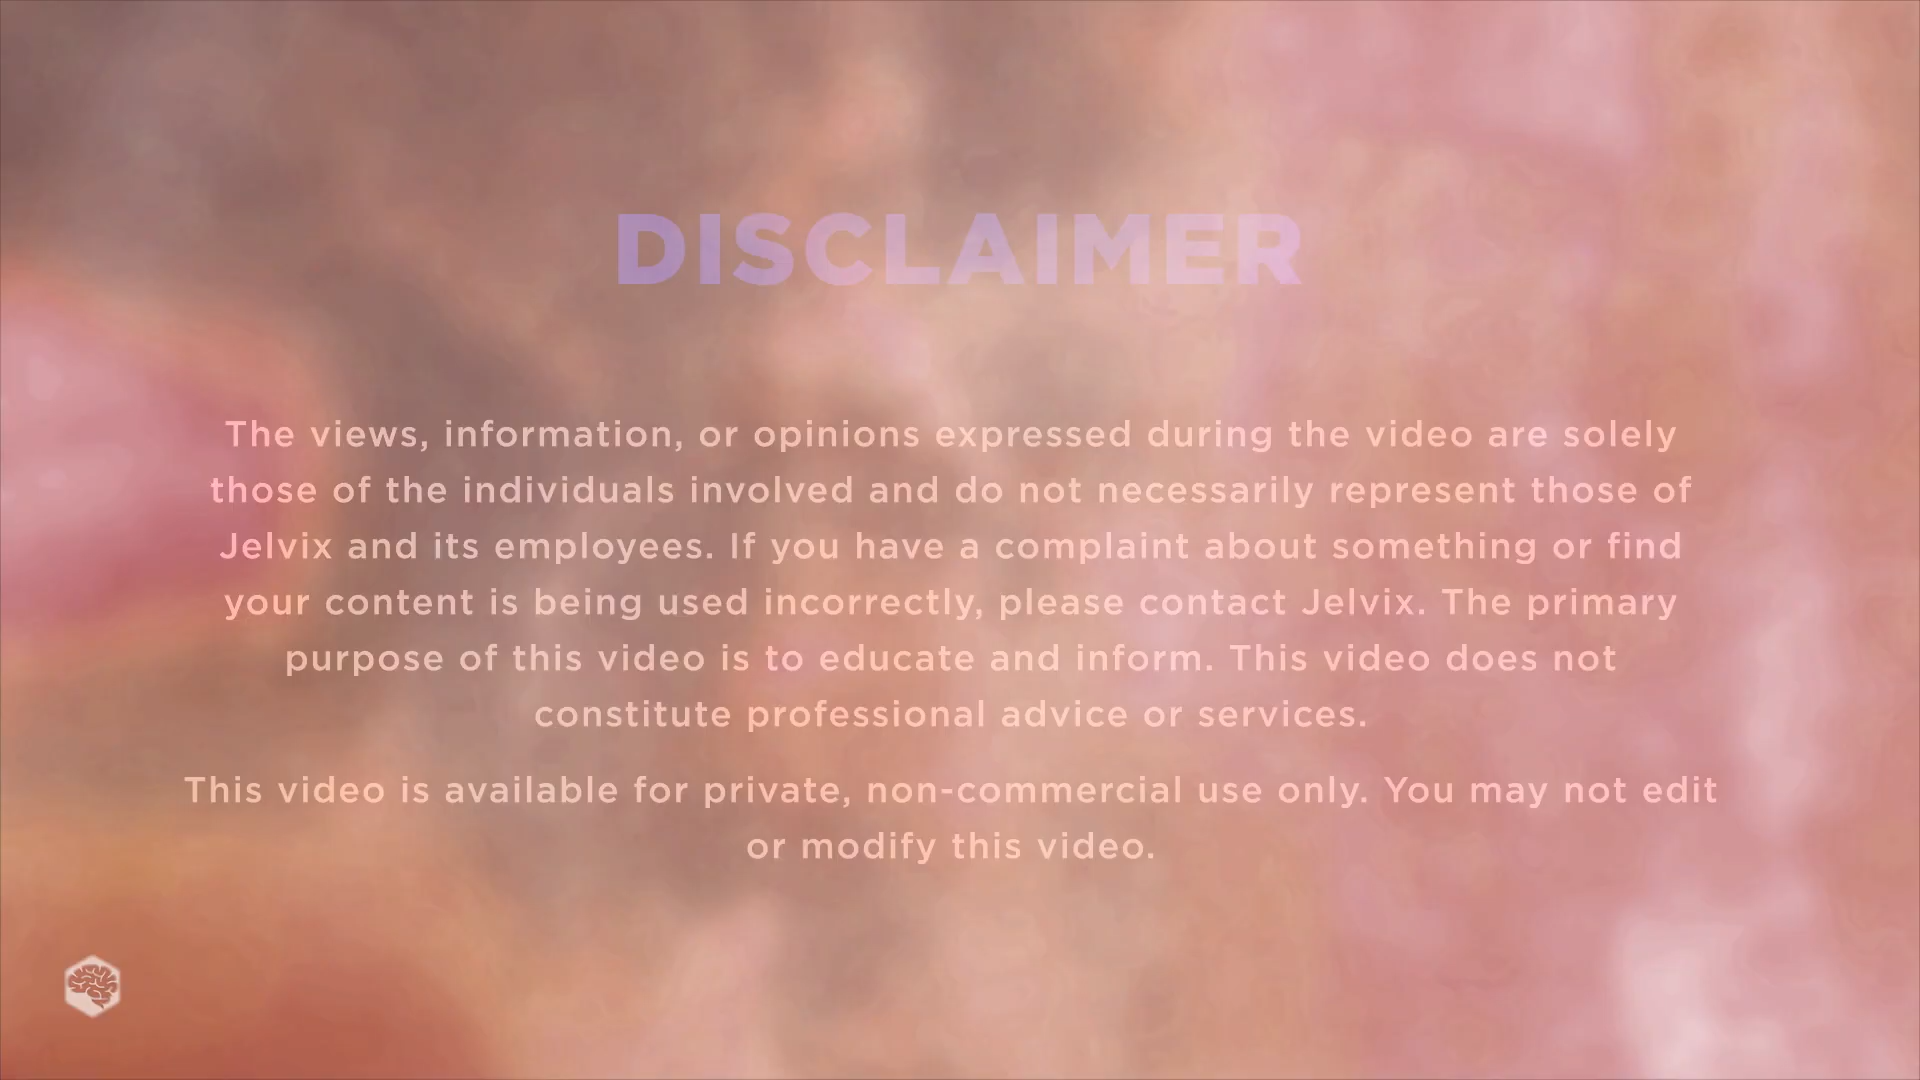 DISCLAIMER
The views, information, or opinions expressed during the video are solely
those of the individuals involved and do not necessarily represent those of
Jelvix and its employees. If you have a complaint about something or find
your content is being used incorrectly, please contact Jelvix. The primary
purpose of this video is to educate and inform. This video does not
constitute professional advice or services.
This video is available for private, non-commercial use only. You may not edit
or modify this video.